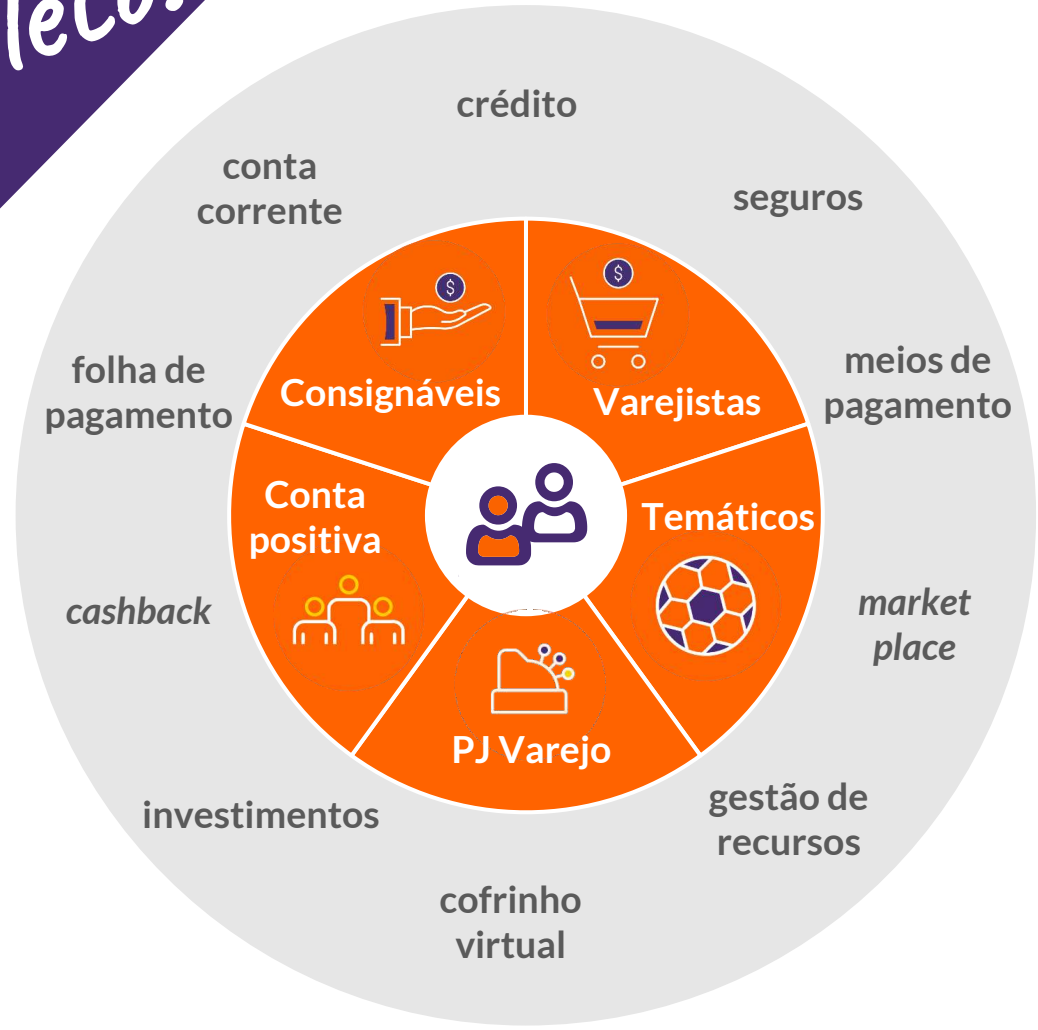 crédito
conta
corrente
seguros
folha de
pagamento
meios de
pagamento
cashback
market
place
investimentos
gestão de
recursos
cofrinho
virtual
$
Consignáveis
$
Varejistas
Conta
positiva
Temáticos
PJ Varejo